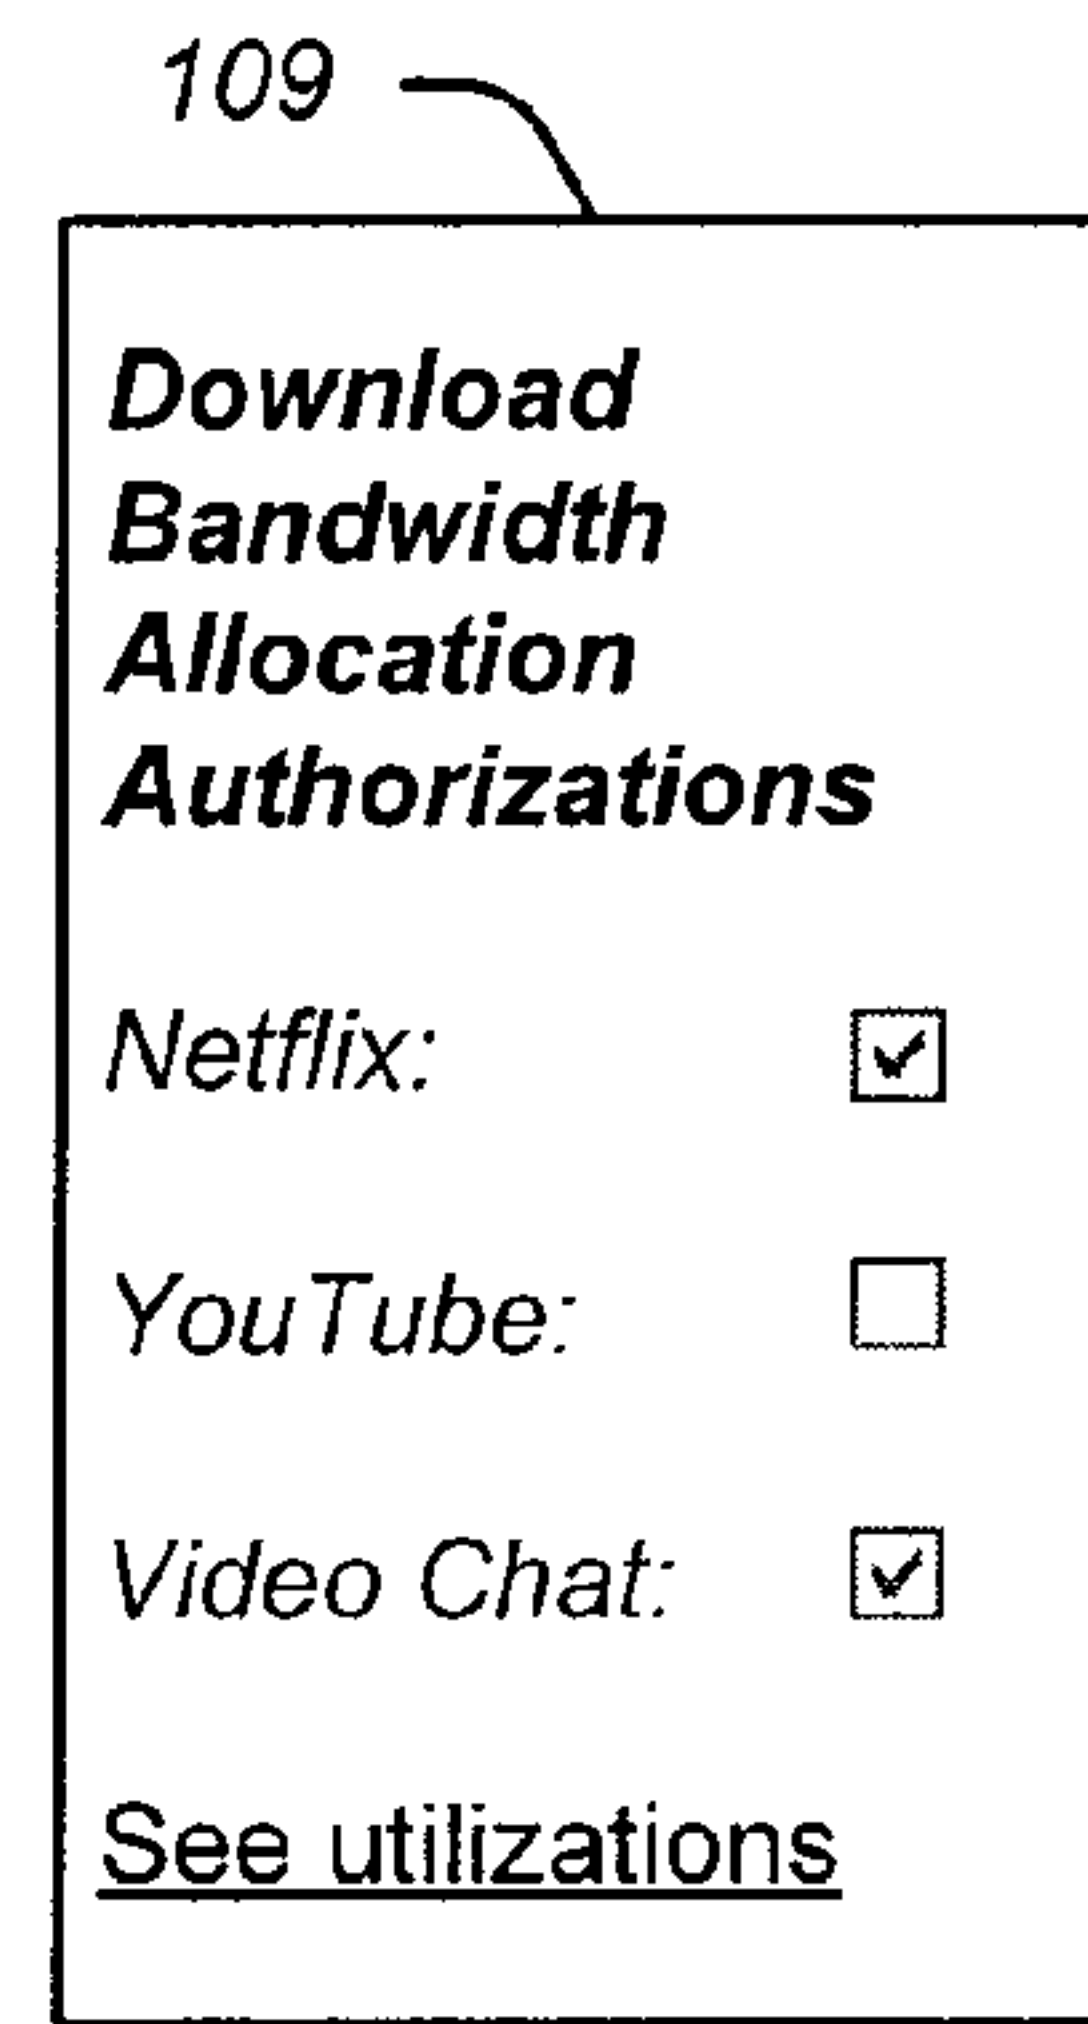 109
Download
Bandwidth
Allocation
Authorizations
Netflix:
YouTube:
Video Chat:
See utilizations